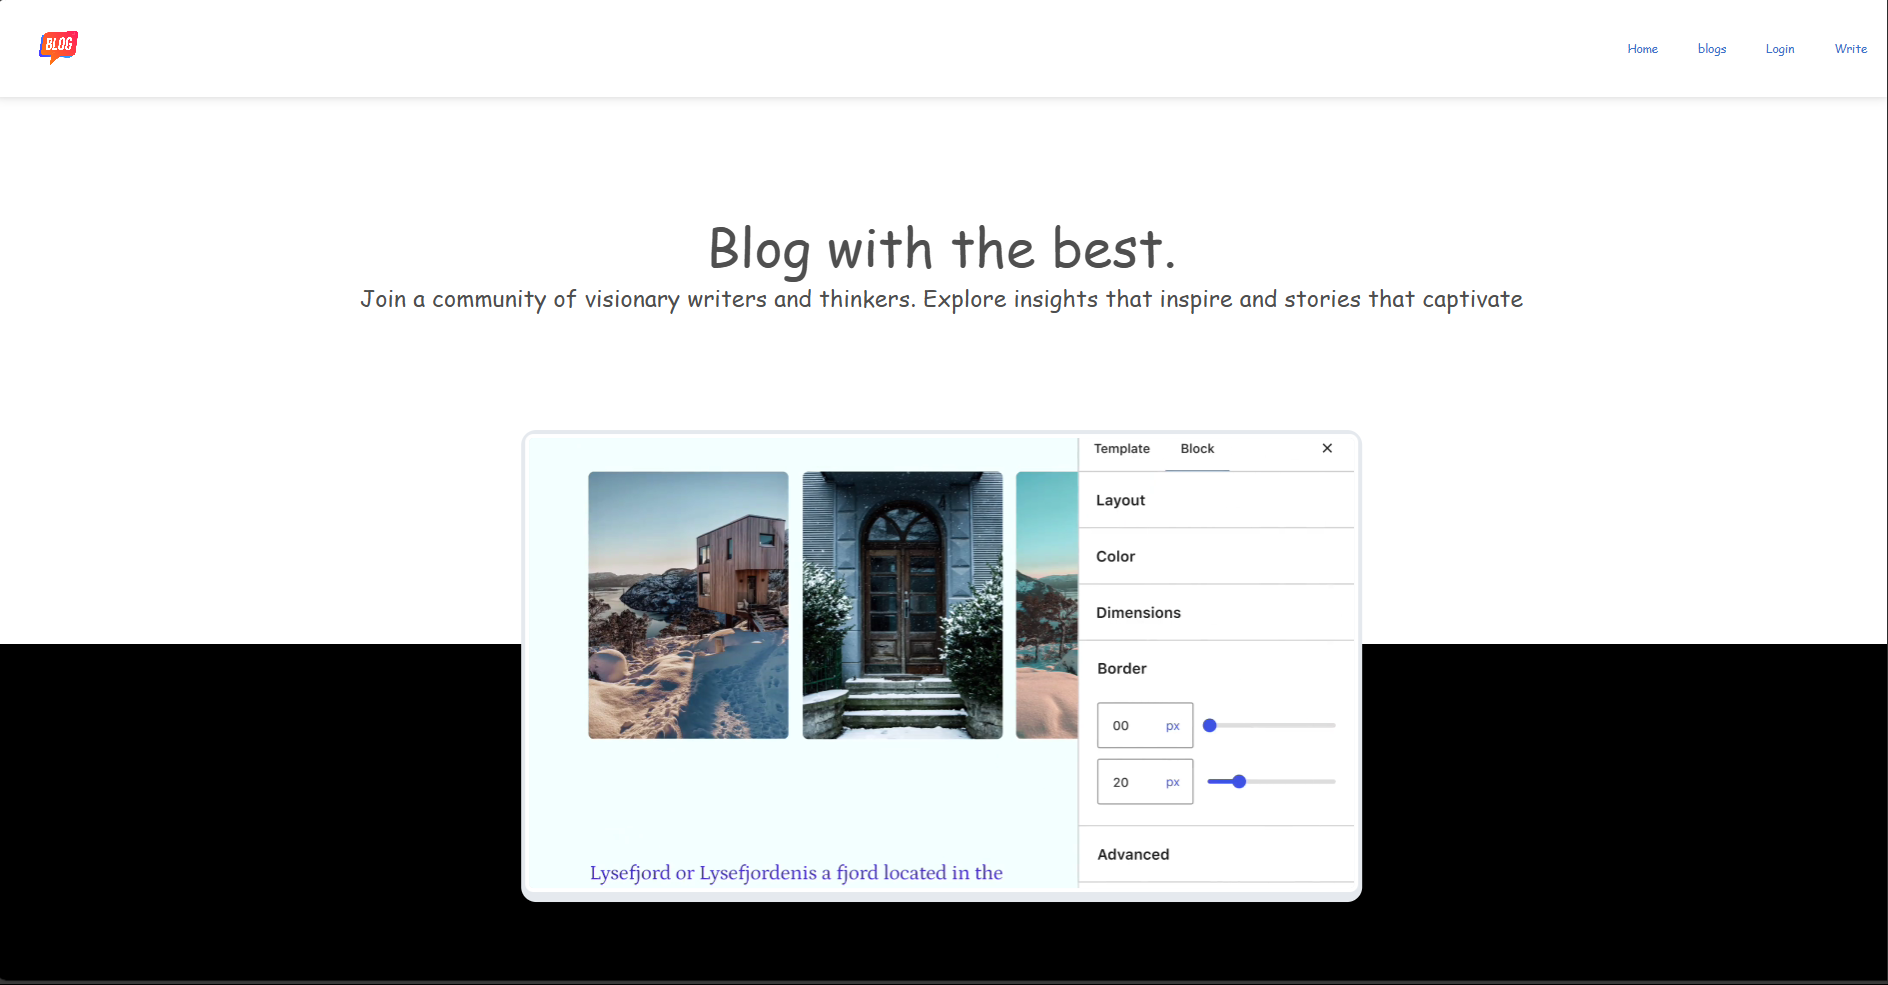 BLOG
Home blogs Login Write
Blog with the best.
Join a community of visionary writers and thinkers. Explore insights that inspire and stories that captivate
Template Block ×
Layout
Color
Dimensions
Border
00 px
20 px
Advanced
Lysefjord or Lysefjordenis a fjord located in the